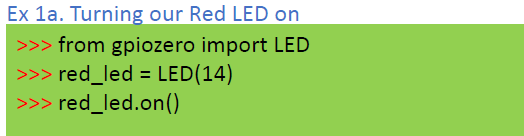 Ex 1a. Turning our Red LED on
>>> from gpiozero import LED
>>> red_led = LED(14)
>>> red_led.on()